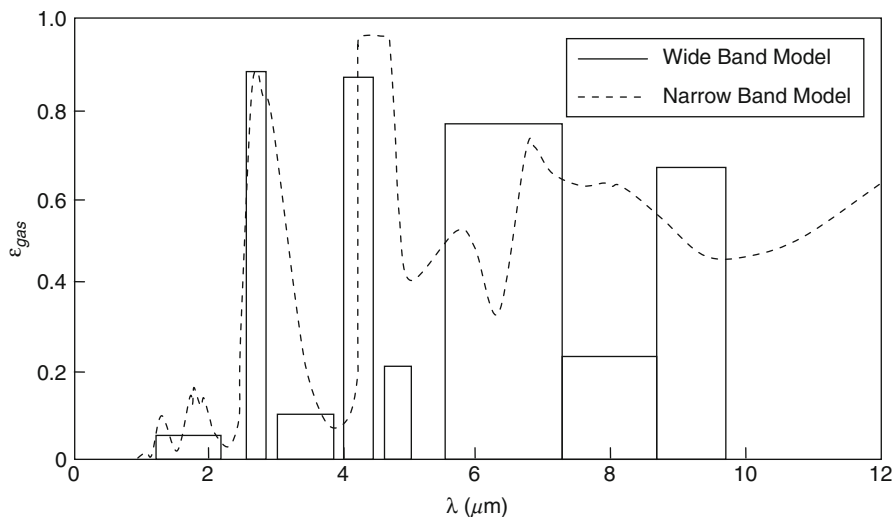 1.0
0.8
0.6
0.4
0.2
0
ε_gas
Wide Band Model
Narrow Band Model
0 2 4 6 8 10 12
λ (μm)